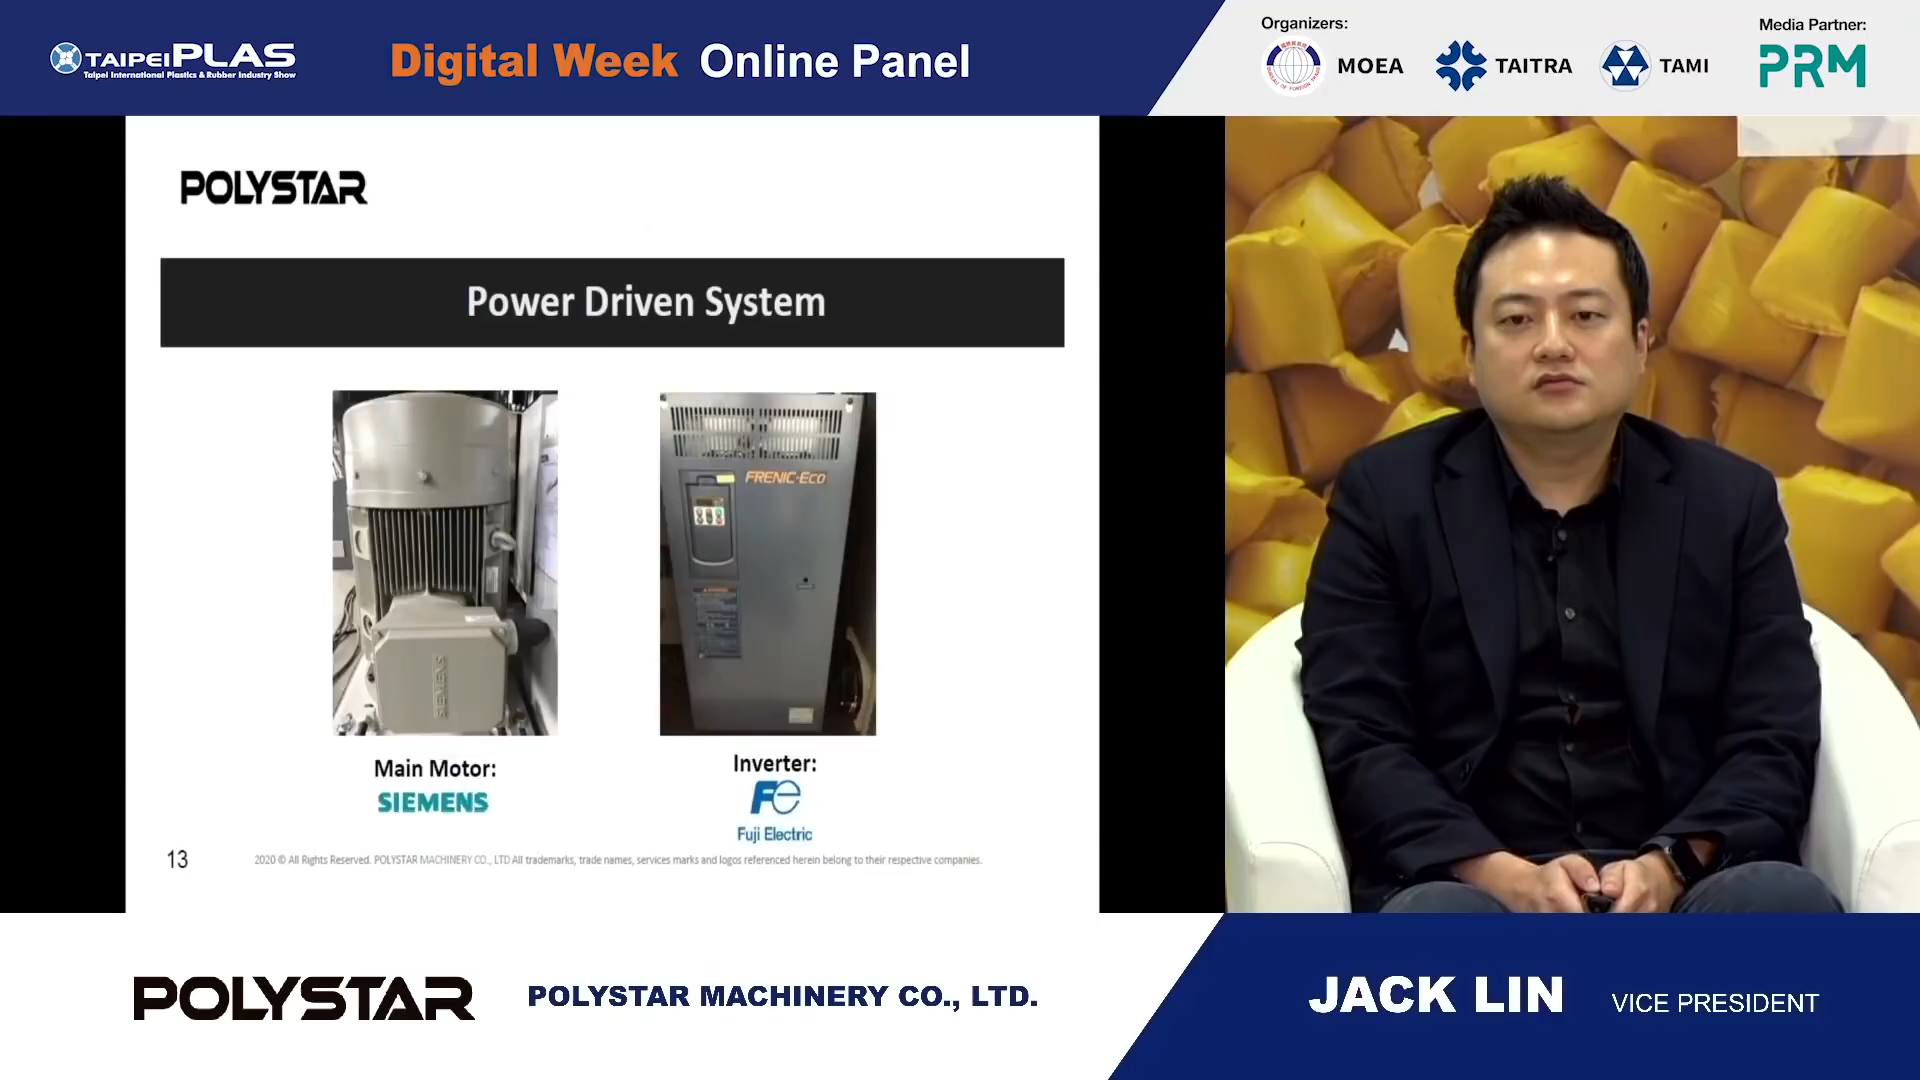 TAIPEIPLAS
Taipei International Plastics & Rubber Industry Show
Digital Week Online Panel
Organizers:
MOEA
TAITRA
TAMI
Media Partner:
PRM
POLYSTAR
Power Driven System
FRENIC-Eco
SIEMENS
Main Motor:
SIEMENS
Inverter:
Fe
Fuji Electric
13
2020 © All Rights Reserved. POLYSTAR MACHINERY CO., LTD All trademarks, trade names, services marks and logos referenced herein belong to their respective companies.
POLYSTAR
POLYSTAR MACHINERY CO., LTD.
JACK LIN
VICE PRESIDENT